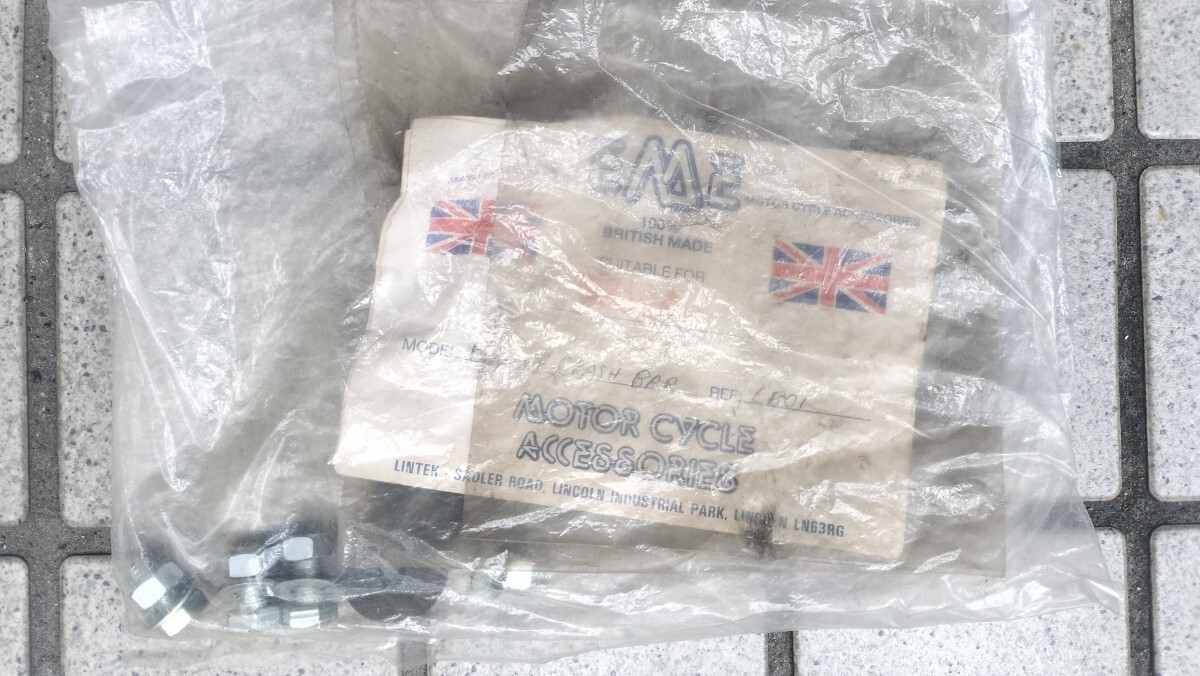 EME
MOTOR CYCLE ACCESSORIES
100%
BRITISH MADE
SUITABLE FOR
MODEL CRASH BAR REF
MOTOR CYCLE
ACCESSORIES
LINTEK · SADLER ROAD, LINCOLN INDUSTRIAL PARK, LINCOLN LN63RG